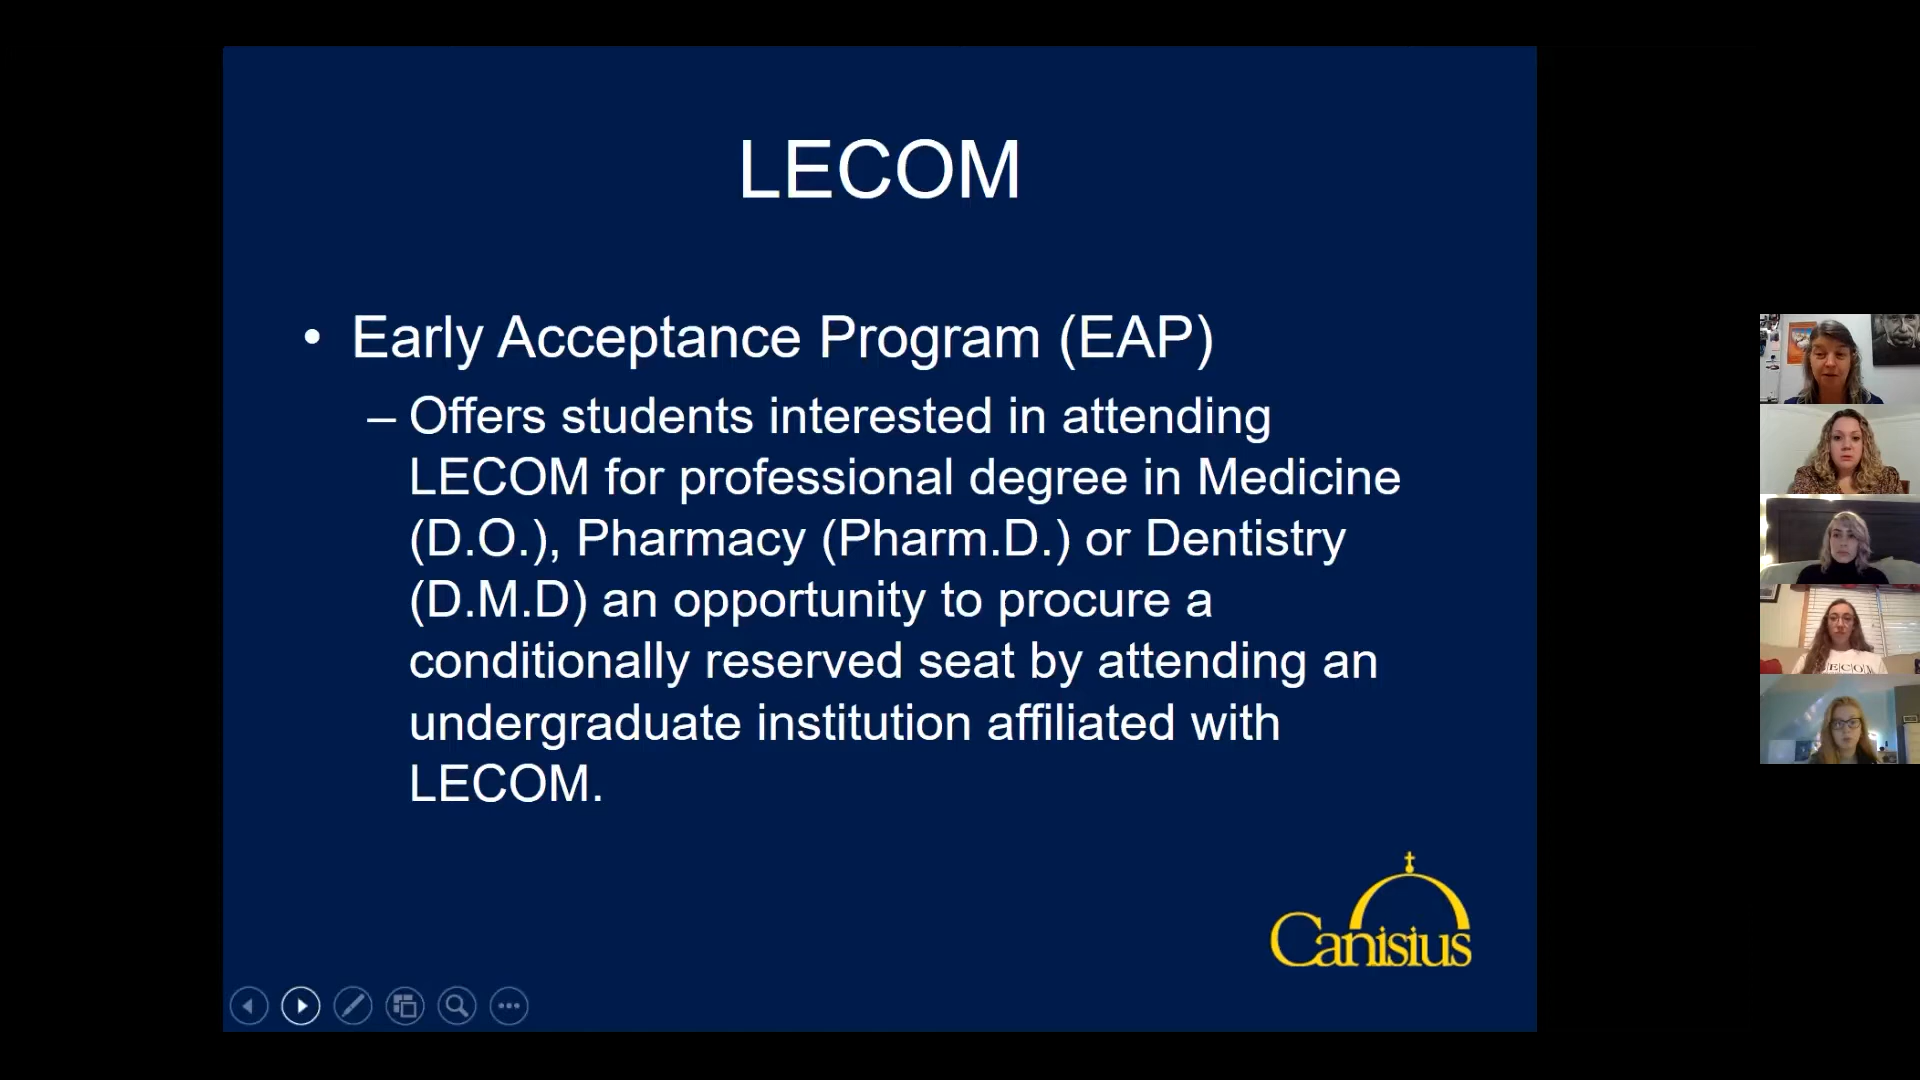 LECOM
• Early Acceptance Program (EAP)
– Offers students interested in attending
LECOM for professional degree in Medicine
(D.O.), Pharmacy (Pharm.D.) or Dentistry
(D.M.D) an opportunity to procure a
conditionally reserved seat by attending an
undergraduate institution affiliated with
LECOM.
Canisius